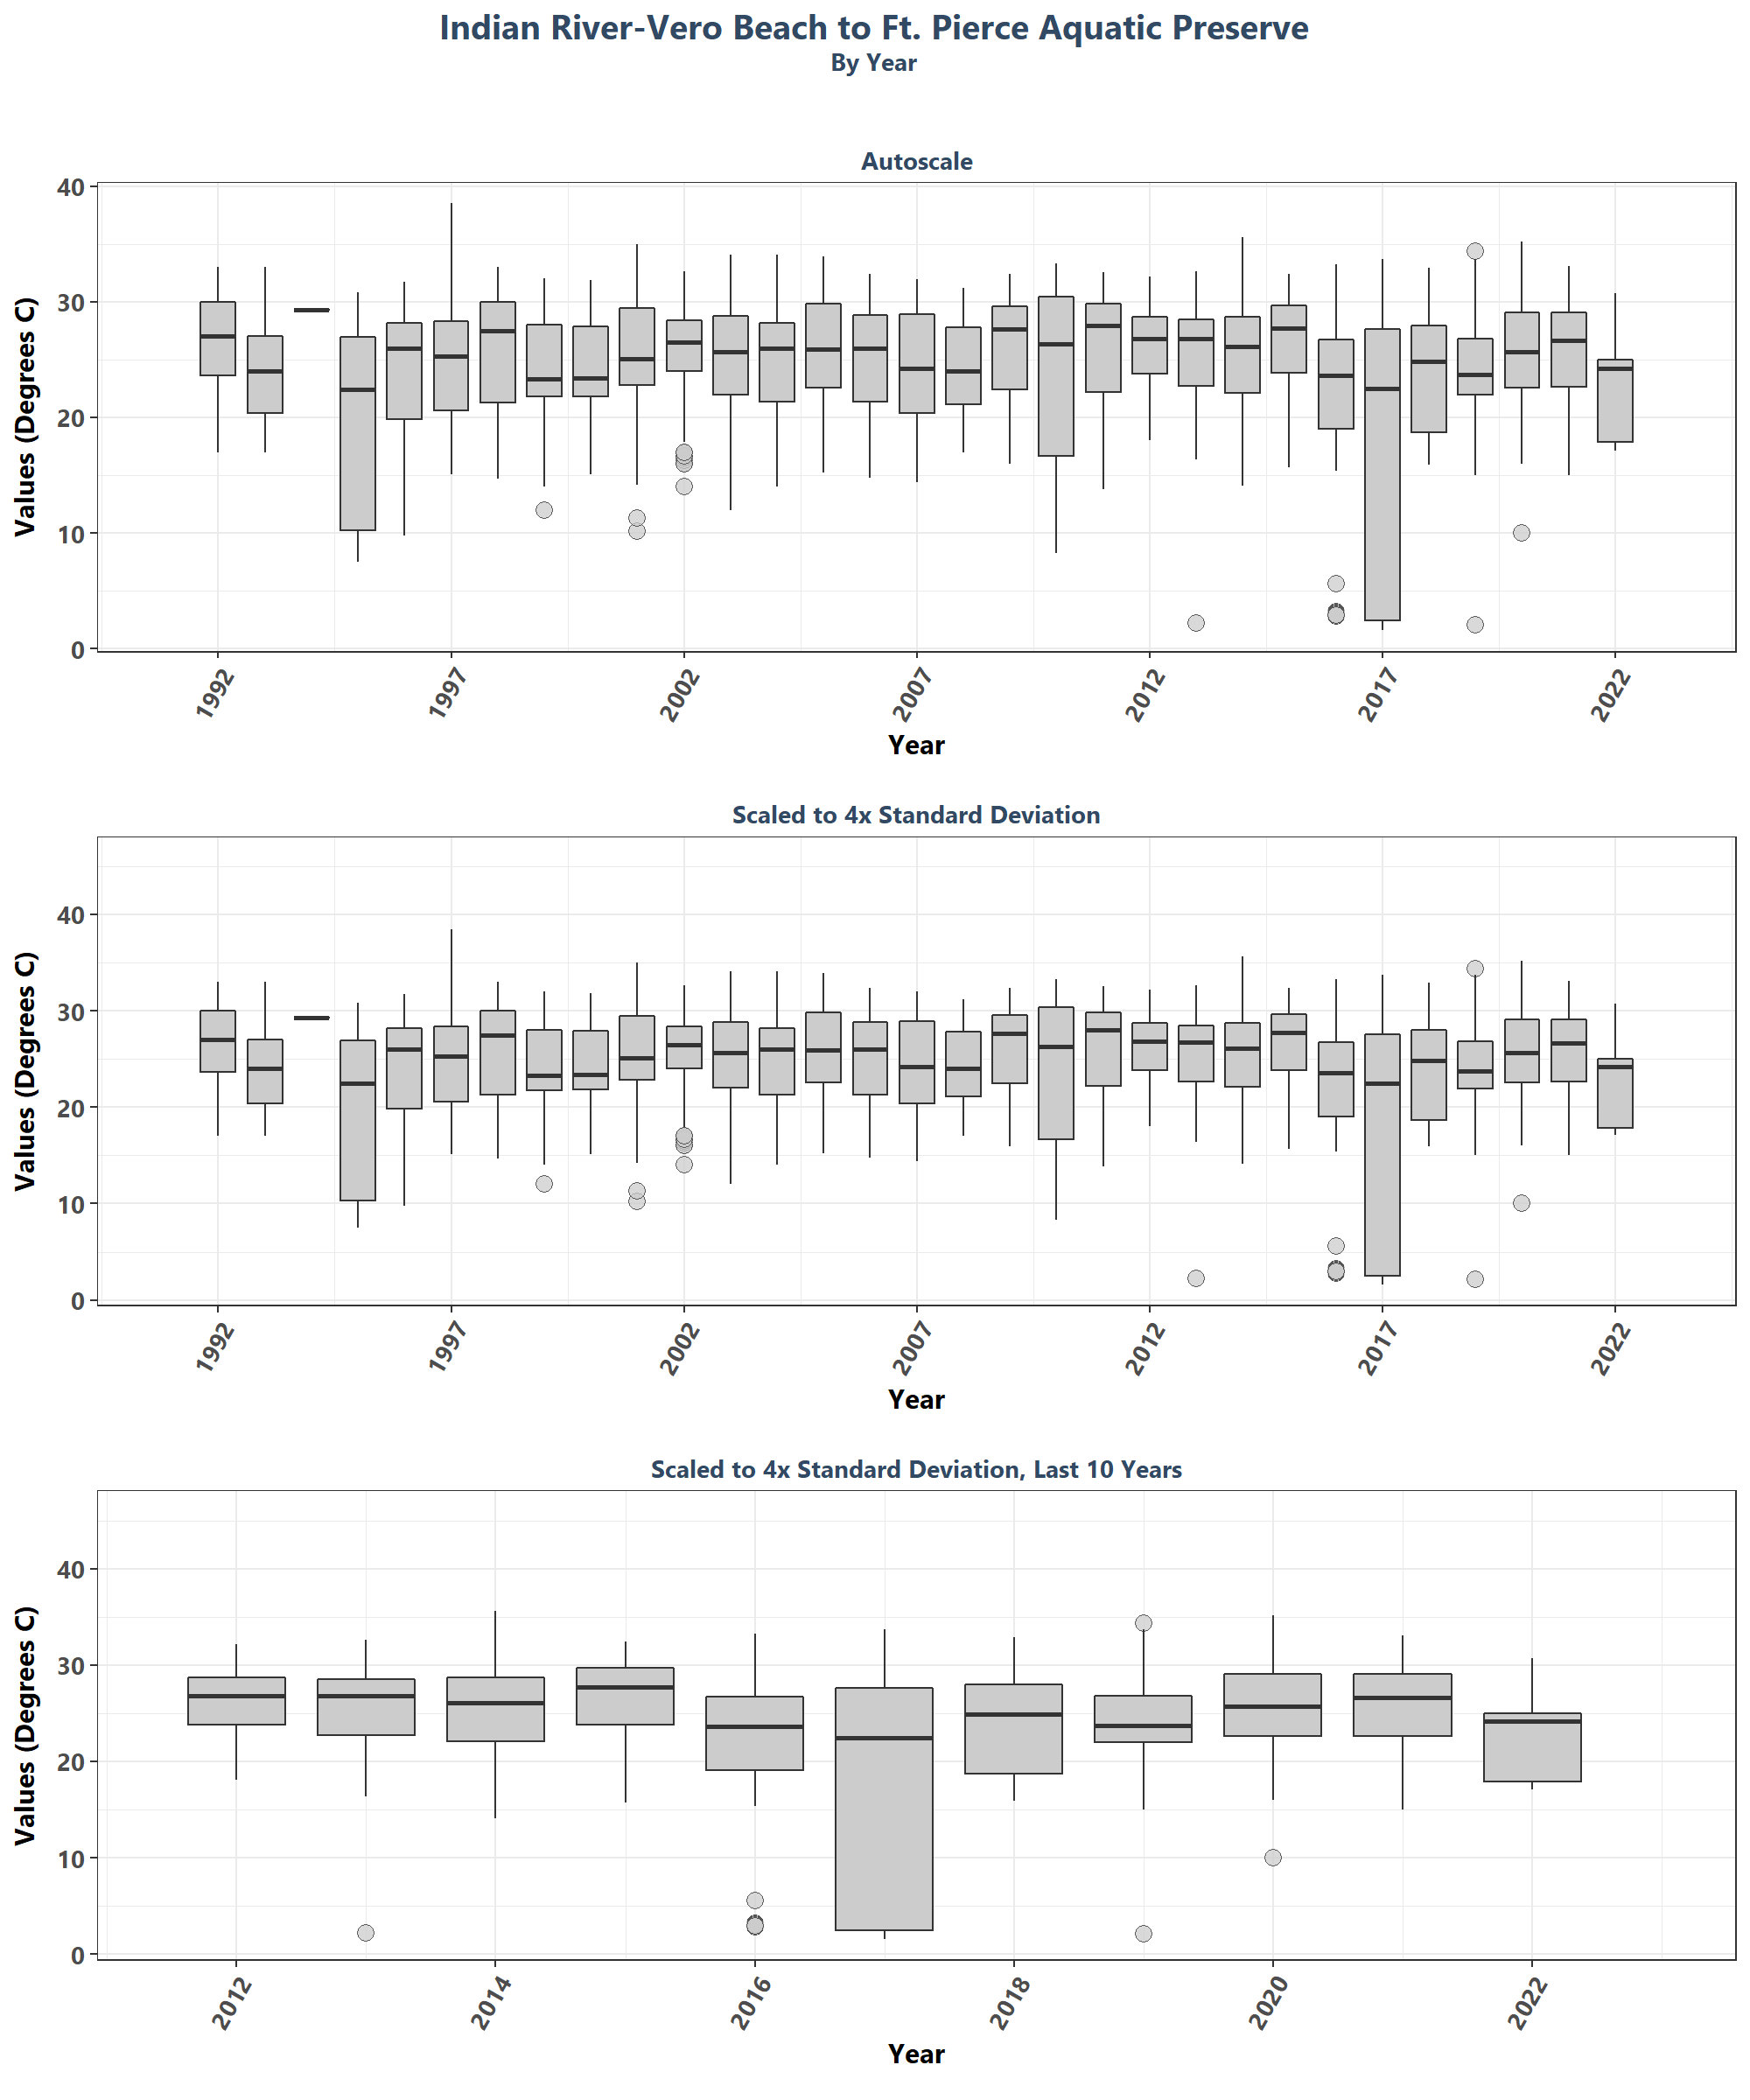 Indian River-Vero Beach to Ft. Pierce Aquatic Preserve
By Year
Autoscale
Values (Degrees C)
40
30
20
10
0
1992 1997 2002 2007 2012 2017 2022
Year
Scaled to 4x Standard Deviation
Values (Degrees C)
40
30
20
10
0
1992 1997 2002 2007 2012 2017 2022
Year
Scaled to 4x Standard Deviation, Last 10 Years
Values (Degrees C)
40
30
20
10
0
2012 2014 2016 2018 2020 2022
Year